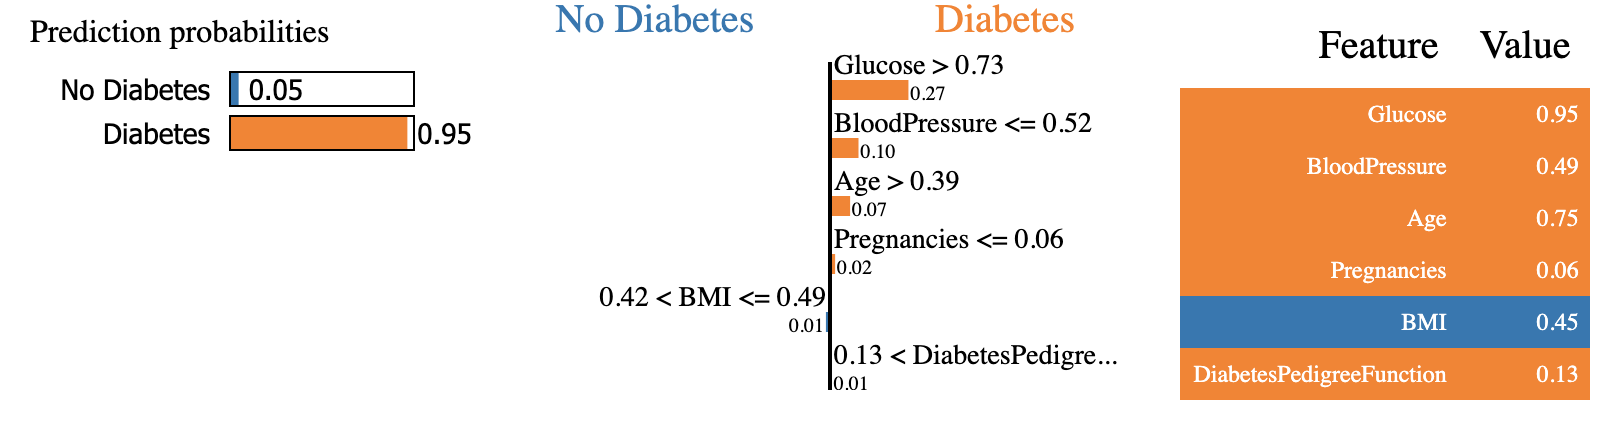 Prediction probabilities
No Diabetes 0.05
Diabetes 0.95
No Diabetes Diabetes
Glucose > 0.73
0.27
BloodPressure <= 0.52
0.10
Age > 0.39
0.07
Pregnancies <= 0.06
0.02
0.42 < BMI <= 0.49
0.01
0.13 < DiabetesPedigre...
0.01
Feature Value
Glucose 0.95
BloodPressure 0.49
Age 0.75
Pregnancies 0.06
BMI 0.45
DiabetesPedigreeFunction 0.13